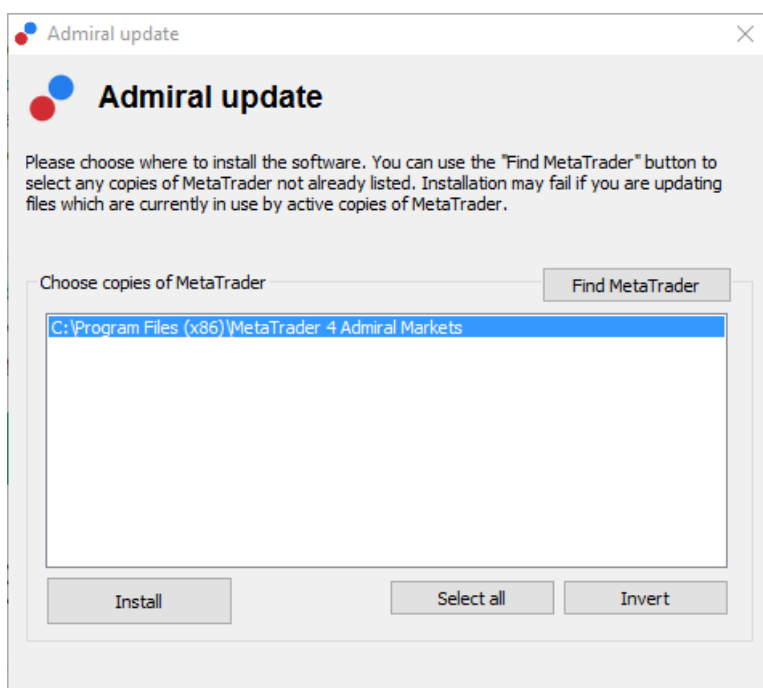 Admiral update
Admiral update
Please choose where to install the software. You can use the "Find MetaTrader" button to
select any copies of MetaTrader not already listed. Installation may fail if you are updating
files which are currently in use by active copies of MetaTrader.
Choose copies of MetaTrader
Find MetaTrader
C:\Program Files (x86)\MetaTrader 4 Admiral Markets
Install
Select all
Invert